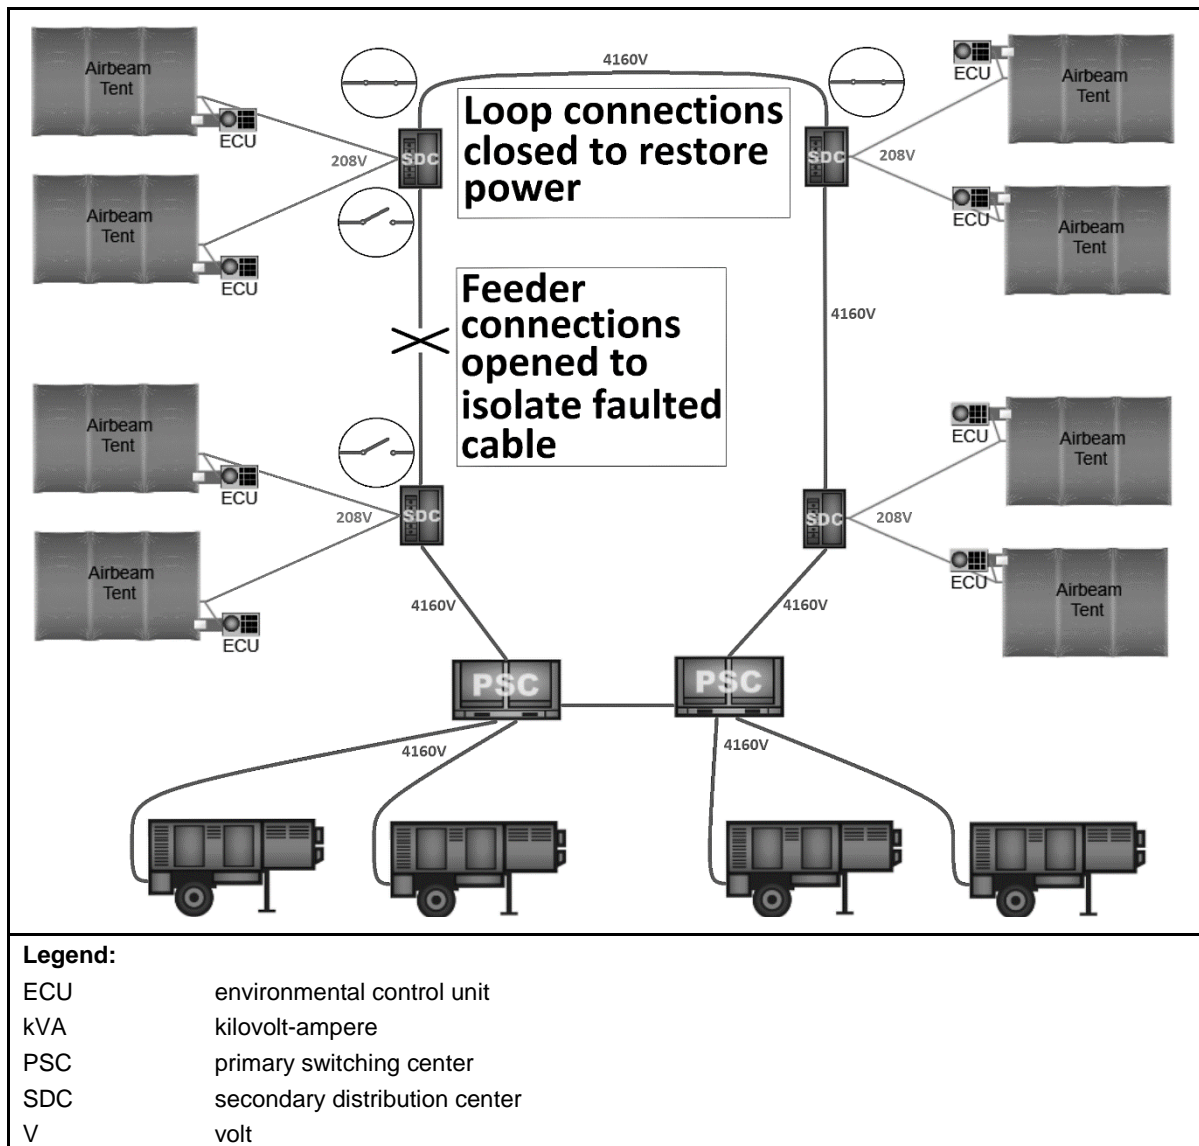 4160V
Airbeam
Tent
ECU
ECU
Airbeam
Tent
Loop connections
closed to restore
power
SDC
208V
SDC
208V
Airbeam
Tent
ECU
ECU
Airbeam
Tent
Feeder
connections
opened to
isolate faulted
cable
4160V
Airbeam
Tent
ECU
ECU
Airbeam
Tent
SDC
208V
SDC
208V
Airbeam
Tent
ECU
ECU
Airbeam
Tent
4160V
4160V
PSC
PSC
4160V
4160V
Legend:
ECU environmental control unit
kVA kilovolt-ampere
PSC primary switching center
SDC secondary distribution center
V volt